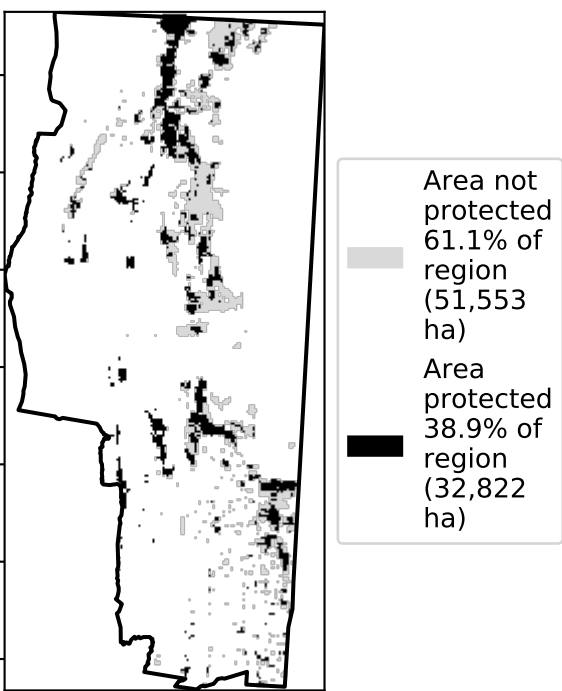 Area not
protected
61.1% of
region
(51,553
ha)
Area
protected
38.9% of
region
(32,822
ha)